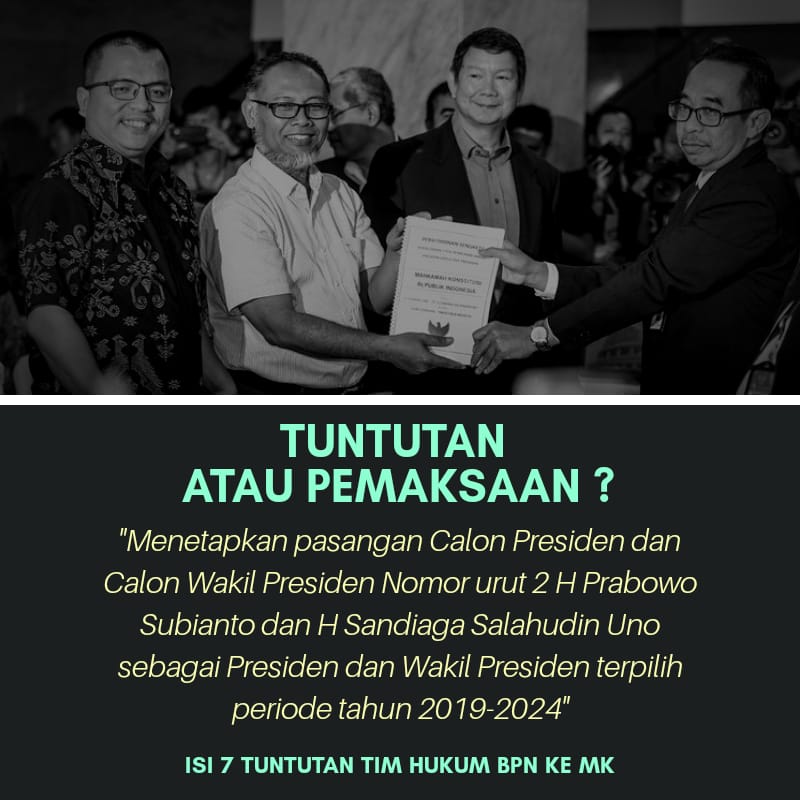 PERMOHONAN SENGKETA
MAHKAMAH KONSTITUSI
REPUBLIK INDONESIA
TUNTUTAN
ATAU PEMAKSAAN ?
"Menetapkan pasangan Calon Presiden dan
Calon Wakil Presiden Nomor urut 2 H Prabowo
Subianto dan H Sandiaga Salahudin Uno
sebagai Presiden dan Wakil Presiden terpilih
periode tahun 2019-2024"
ISI 7 TUNTUTAN TIM HUKUM BPN KE MK